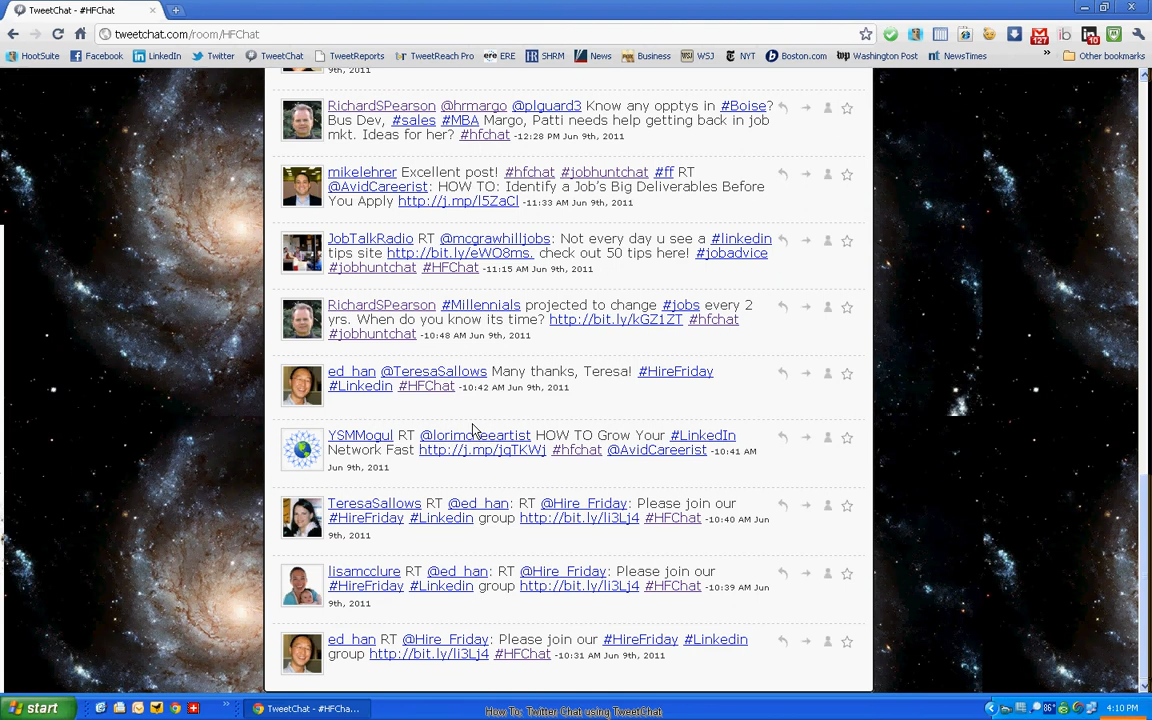 TweetChat - #HFChat
tweetchat.com/room/HFChat
HootSuite Facebook LinkedIn Twitter TweetChat TweetReports TweetReach Pro ere ERE SHRM News Business WSJ NYT Boston.com Washington Post NewsTimes Other bookmarks
9th, 2011
RichardSPearson @hrmargo @plguard3 Know any opptys in #Boise?
Bus Dev, #sales #MBA Margo, Patti needs help getting back in job
mkt. Ideas for her? #hfchat -12:28 PM Jun 9th, 2011
mikelehrer Excellent post! #hfchat #jobhuntchat #ff RT
@AvidCareerist: HOW TO: Identify a Job's Big Deliverables Before
You Apply http://j.mp/l5ZaCl -11:33 AM Jun 9th, 2011
JobTalkRadio RT @mcgrawhilljobs: Not every day u see a #linkedin
tips site http://bit.ly/eWO8ms. check out 50 tips here! #jobadvice
#jobhuntchat #HFChat -11:15 AM Jun 9th, 2011
RichardSPearson #Millennials projected to change #jobs every 2
yrs. When do you know its time? http://bit.ly/kGZ1ZT #hfchat
#jobhuntchat -10:48 AM Jun 9th, 2011
ed_han @TeresaSallows Many thanks, Teresa! #HireFriday
#Linkedin #HFChat -10:42 AM Jun 9th, 2011
YSMMogul RT @lorimckeeartist HOW TO Grow Your #LinkedIn
Network Fast http://j.mp/jqTKWj #hfchat @AvidCareerist -10:41 AM
Jun 9th, 2011
TeresaSallows RT @ed_han: RT @Hire_Friday: Please join our
#HireFriday #Linkedin group http://bit.ly/li3Lj4 #HFChat -10:40 AM Jun
9th, 2011
lisamcclure RT @ed_han: RT @Hire_Friday: Please join our
#HireFriday #Linkedin group http://bit.ly/li3Lj4 #HFChat -10:39 AM Jun
9th, 2011
ed_han RT @Hire_Friday: Please join our #HireFriday #Linkedin
group http://bit.ly/li3Lj4 #HFChat -10:31 AM Jun 9th, 2011
start TweetChat - #HFCha... How To: Twitter Chat using TweetChat 86° 4:10 PM